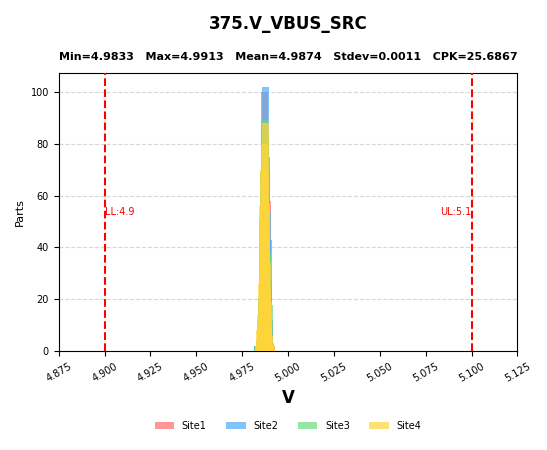 375.V_VBUS_SRC
Min=4.9833 Max=4.9913 Mean=4.9874 Stdev=0.0011 CPK=25.6867
Parts
100
80
60
40
20
0
LL:4.9
UL:5.1
4.875 4.900 4.925 4.950 4.975 5.000 5.025 5.050 5.075 5.100 5.125
V
Site1 Site2 Site3 Site4